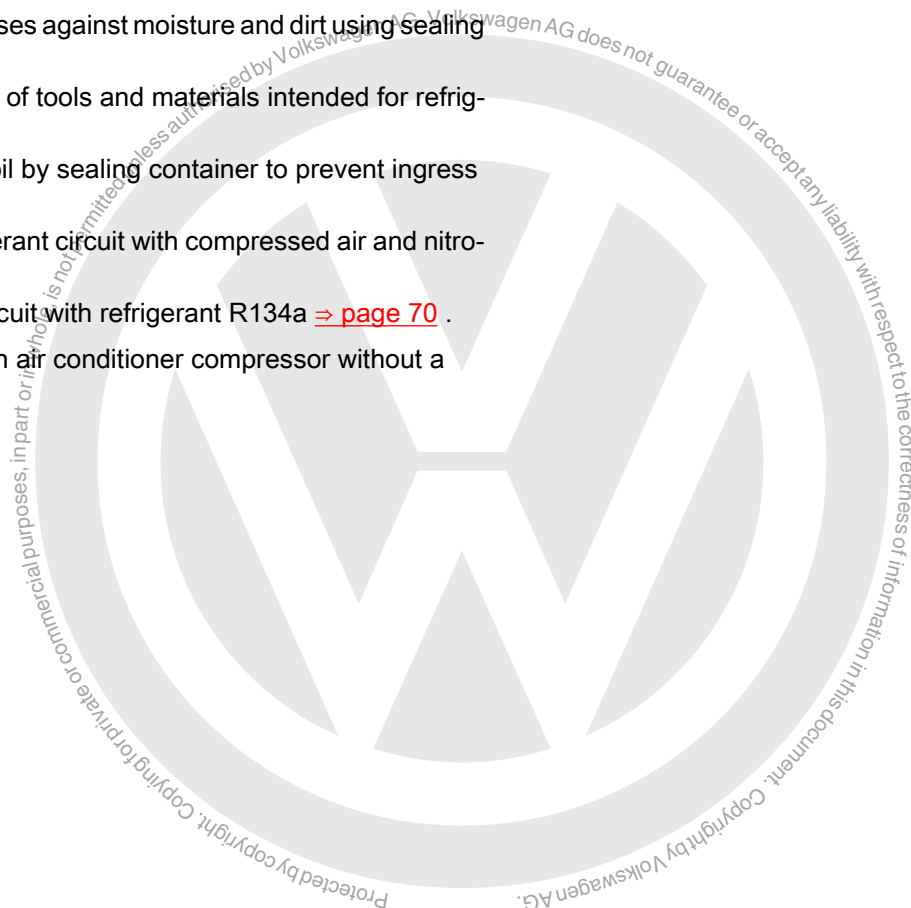 ses against moisture and dirt using sealing
of tools and materials intended for refrig-
oil by sealing container to prevent ingress
erant circuit with compressed air and nitro-
cuit with refrigerant R134a ⇒ page 70 .
n air conditioner compressor without a
Protected by copyright. Copying for private or commercial purposes, in part or in whole, is not permitted unless authorised by Volkswagen AG. Volkswagen AG does not guarantee or accept any liability with respect to the correctness of information in this document. Copyright by Volkswagen AG.